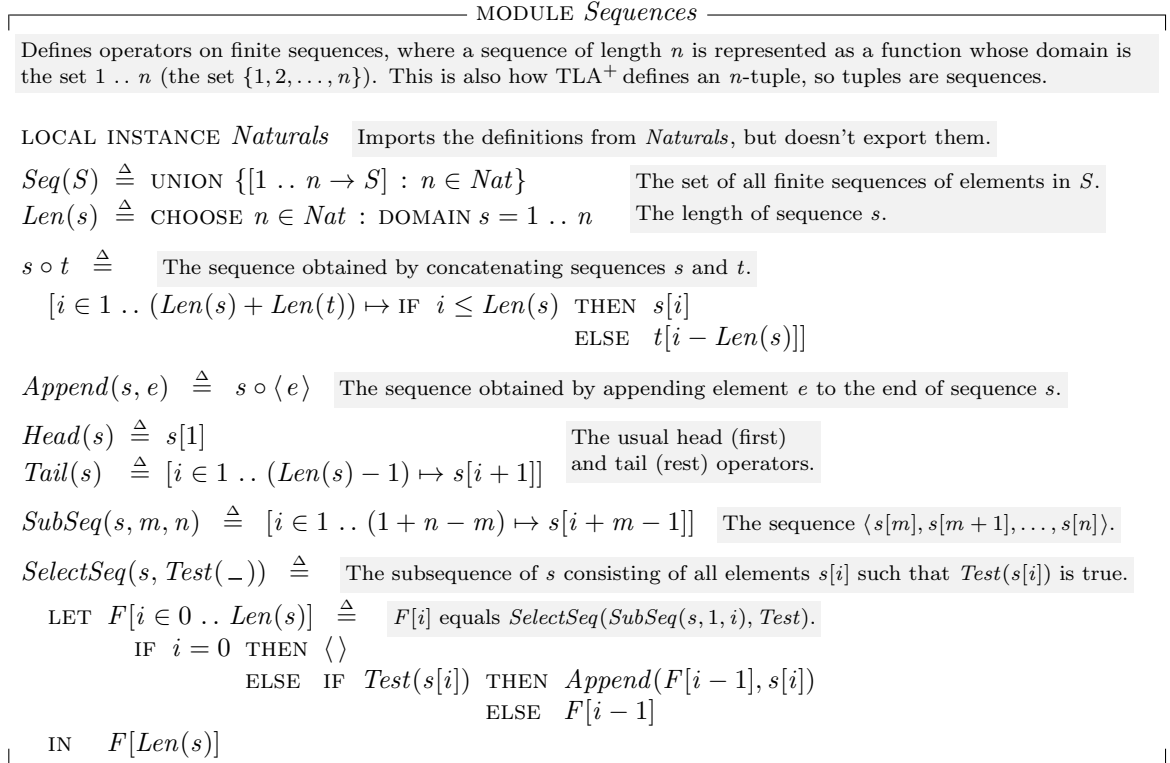 MODULE Sequences
Defines operators on finite sequences, where a sequence of length n is represented as a function whose domain is
the set 1 .. n (the set {1, 2, ..., n}). This is also how TLA⁺ defines an n-tuple, so tuples are sequences.
LOCAL INSTANCE Naturals Imports the definitions from Naturals, but doesn't export them.
Seq(S) ≜ UNION {[1 .. n → S] : n ∈ Nat} The set of all finite sequences of elements in S.
Len(s) ≜ CHOOSE n ∈ Nat : DOMAIN s = 1 .. n The length of sequence s.
s ∘ t ≜ The sequence obtained by concatenating sequences s and t.
[i ∈ 1 .. (Len(s) + Len(t)) ↦ IF i ≤ Len(s) THEN s[i]
ELSE t[i − Len(s)]]
Append(s, e) ≜ s ∘ ⟨e⟩ The sequence obtained by appending element e to the end of sequence s.
Head(s) ≜ s[1] The usual head (first)
Tail(s) ≜ [i ∈ 1 .. (Len(s) − 1) ↦ s[i + 1]] and tail (rest) operators.
SubSeq(s, m, n) ≜ [i ∈ 1 .. (1 + n − m) ↦ s[i + m − 1]] The sequence ⟨s[m], s[m + 1], ..., s[n]⟩.
SelectSeq(s, Test(_)) ≜ The subsequence of s consisting of all elements s[i] such that Test(s[i]) is true.
LET F[i ∈ 0 .. Len(s)] ≜ F[i] equals SelectSeq(SubSeq(s, 1, i), Test).
IF i = 0 THEN ⟨ ⟩
ELSE IF Test(s[i]) THEN Append(F[i − 1], s[i])
ELSE F[i − 1]
IN F[Len(s)]